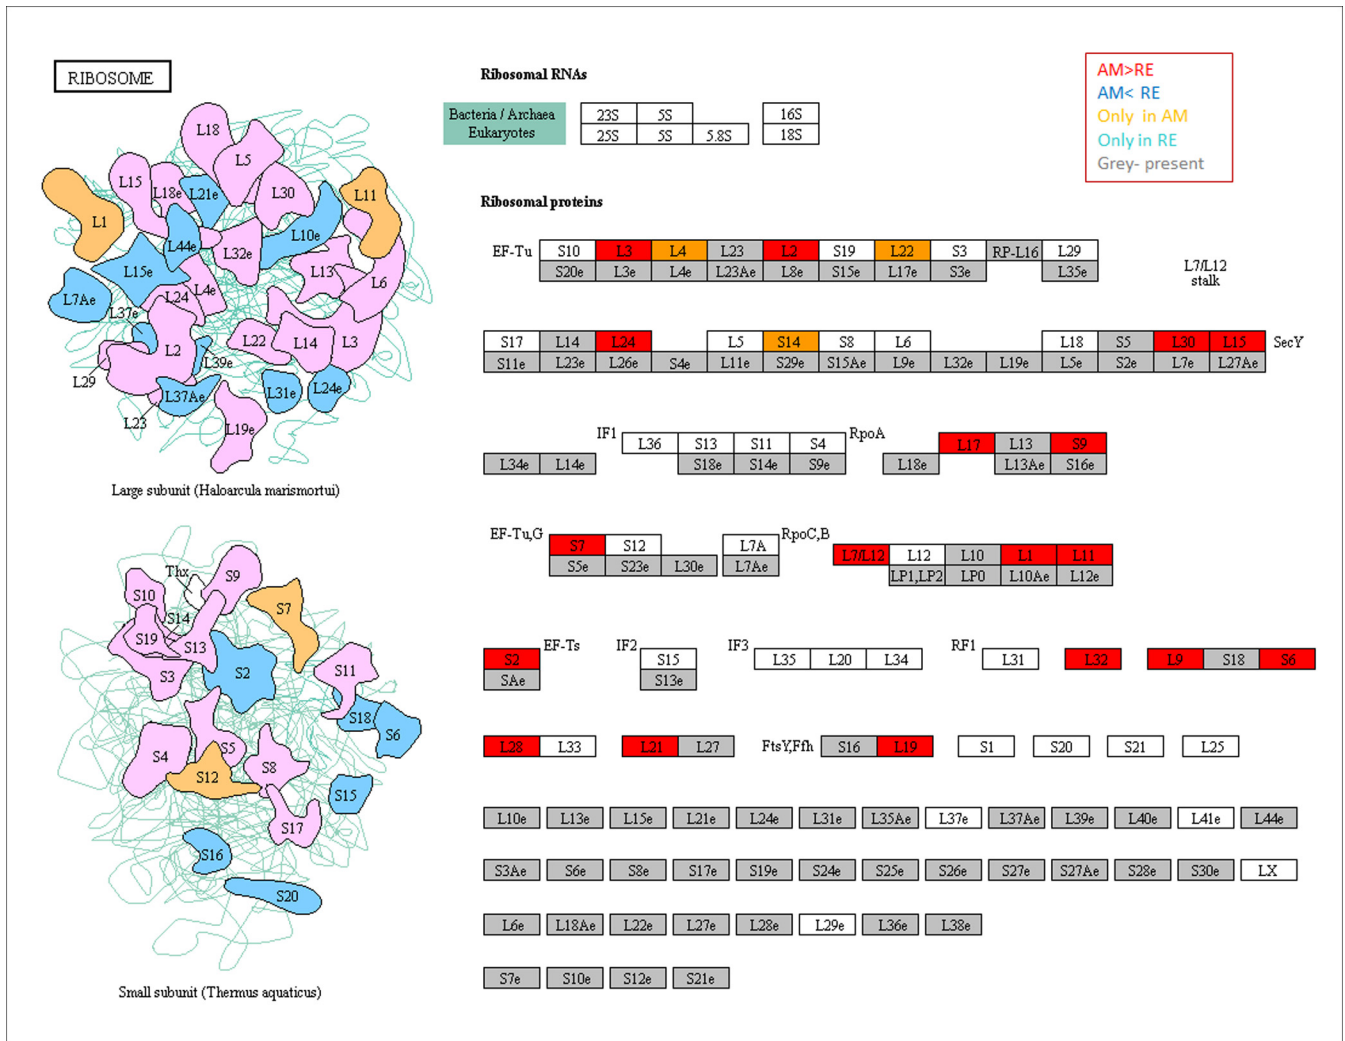 RIBOSOME
Ribosomal RNAs
Bacteria / Archaea
Eukaryotes
23S 5S 16S
25S 5S 5.8S 18S
AM>RE
AM< RE
Only in AM
Only in RE
Grey- present
L18
L5
L15
L18e
L21e
L30
L11
L1
L44e
L10e
L32e
L15e
L13
L6
L7Ae
L24
L4e
L37e
L2
L22
L14
L3
L29
L39e
L37Ae
L31e
L24e
L23
L19e
Large subunit (Haloarcula marismortui)
Thx
S9
S10
S14
S7
S19
S13
S3
S2
S11
S18
S6
S4
S5
S12
S8
S15
S17
S16
S20
Small subunit (Thermus aquaticus)
Ribosomal proteins
EF-Tu S10 L3 L4 L23 L2 S19 L22 S3 RP-L16 L29
S20e L3e L4e L23Ae L8e S15e L17e S3e L35e
L7/L12
stalk
S17 L14 L24 L5 S14 S8 L6 L18 S5 L30 L15 SecY
S11e L23e L26e S4e L11e S29e S15Ae L9e L32e L19e L5e S2e L7e L27Ae
IF1 L36 S13 S11 S4 RpoA L17 L13 S9
L34e L14e S18e S14e S9e L18e L13Ae S16e
EF-Tu,G S7 S12 L7A RpoC,B L7/L12 L12 L10 L1 L11
S5e S23e L30e L7Ae LP1,LP2 LP0 L10Ae L12e
S2 EF-Ts IF2 S15 IF3 L35 L20 L34 RF1 L31 L32 L9 S18 S6
SAe S13e
L28 L33 L21 L27 FtsY,Ffh S16 L19 S1 S20 S21 L25
L10e L13e L15e L21e L24e L31e L35Ae L37e L37Ae L39e L40e L41e L44e
S3Ae S6e S8e S17e S19e S24e S25e S26e S27e S27Ae S28e S30e LX
L6e L18Ae L22e L27e L28e L29e L36e L38e
S7e S10e S12e S21e